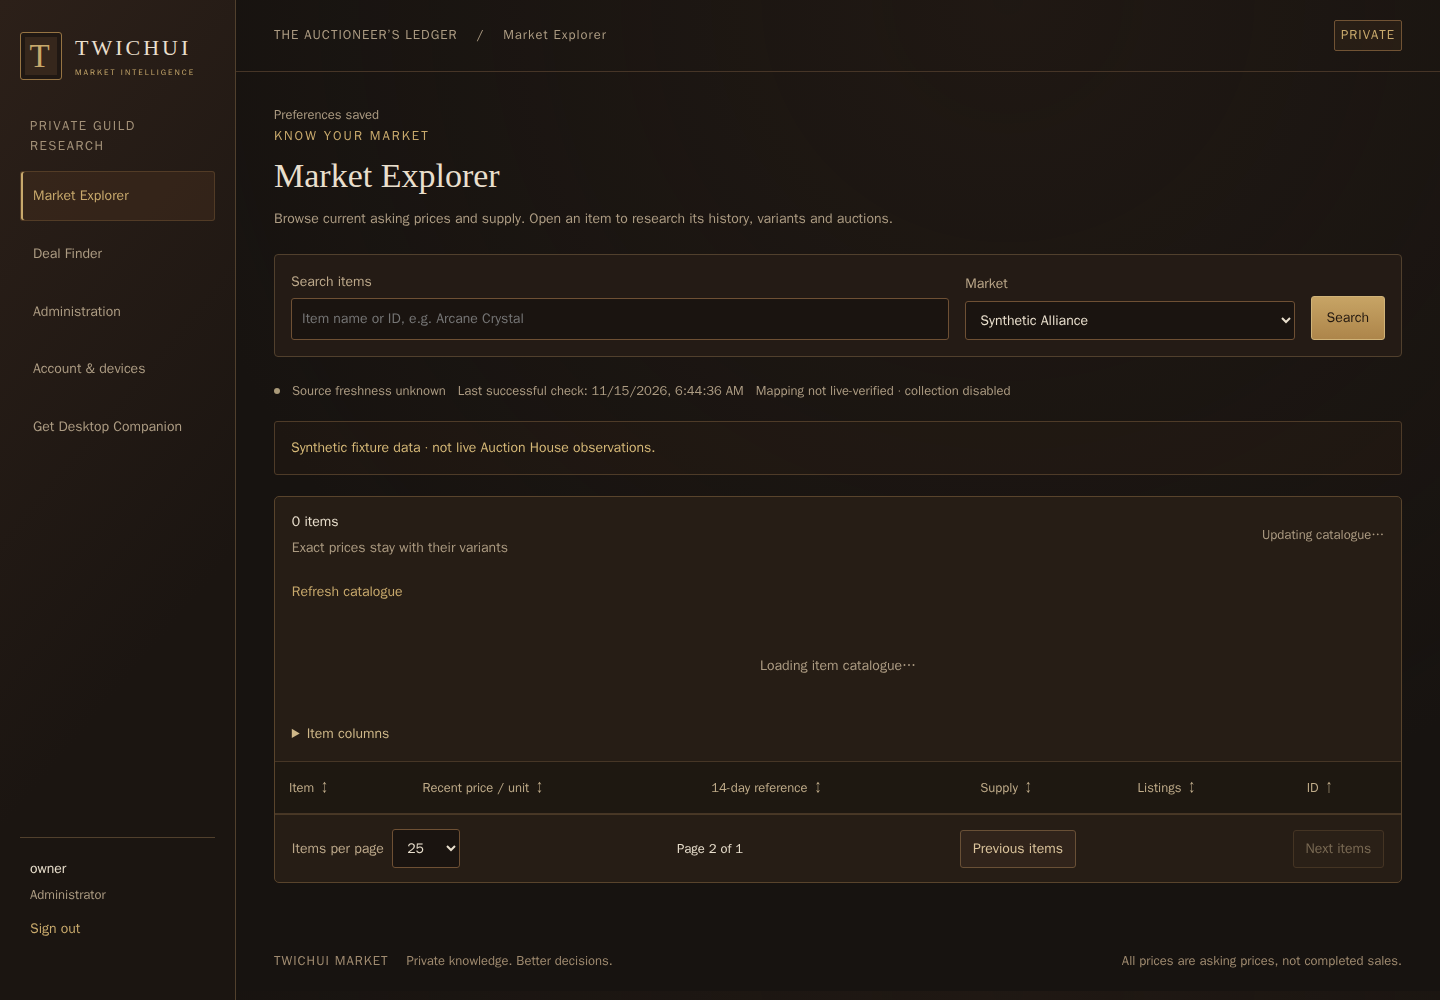 T
TWICHUI
MARKET INTELLIGENCE
PRIVATE GUILD
RESEARCH
Market Explorer
Deal Finder
Administration
Account & devices
Get Desktop Companion
owner
Administrator
Sign out
THE AUCTIONEER'S LEDGER / Market Explorer
PRIVATE
Preferences saved
KNOW YOUR MARKET
Market Explorer
Browse current asking prices and supply. Open an item to research its history, variants and auctions.
Search items
Item name or ID, e.g. Arcane Crystal
Market
Synthetic Alliance
Search
Source freshness unknown Last successful check: 11/15/2026, 6:44:36 AM Mapping not live-verified · collection disabled
Synthetic fixture data · not live Auction House observations.
0 items
Exact prices stay with their variants
Updating catalogue…
Refresh catalogue
Loading item catalogue…
▶ Item columns
Item ↕ Recent price / unit ↕ 14-day reference ↕ Supply ↕ Listings ↕ ID ↑
Items per page 25 Page 2 of 1 Previous items Next items
TWICHUI MARKET Private knowledge. Better decisions.
All prices are asking prices, not completed sales.